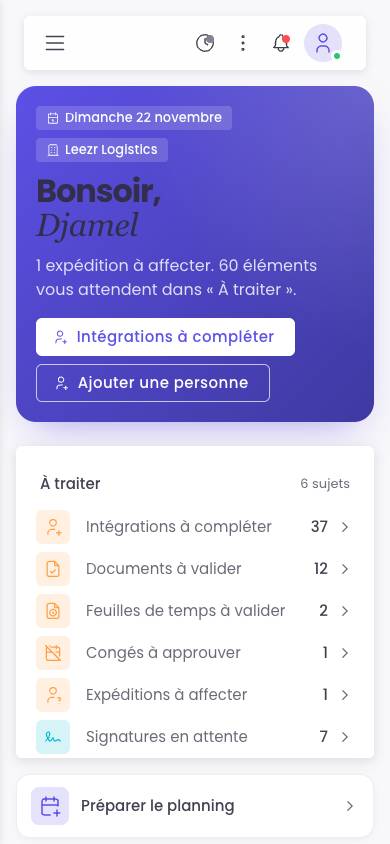 Dimanche 22 novembre
Leezr Logistics
Bonsoir,
Djamel
1 expédition à affecter. 60 éléments
vous attendent dans « À traiter ».
Intégrations à compléter
Ajouter une personne
À traiter 6 sujets
Intégrations à compléter 37
Documents à valider 12
Feuilles de temps à valider 2
Congés à approuver 1
Expéditions à affecter 1
Signatures en attente 7
Préparer le planning